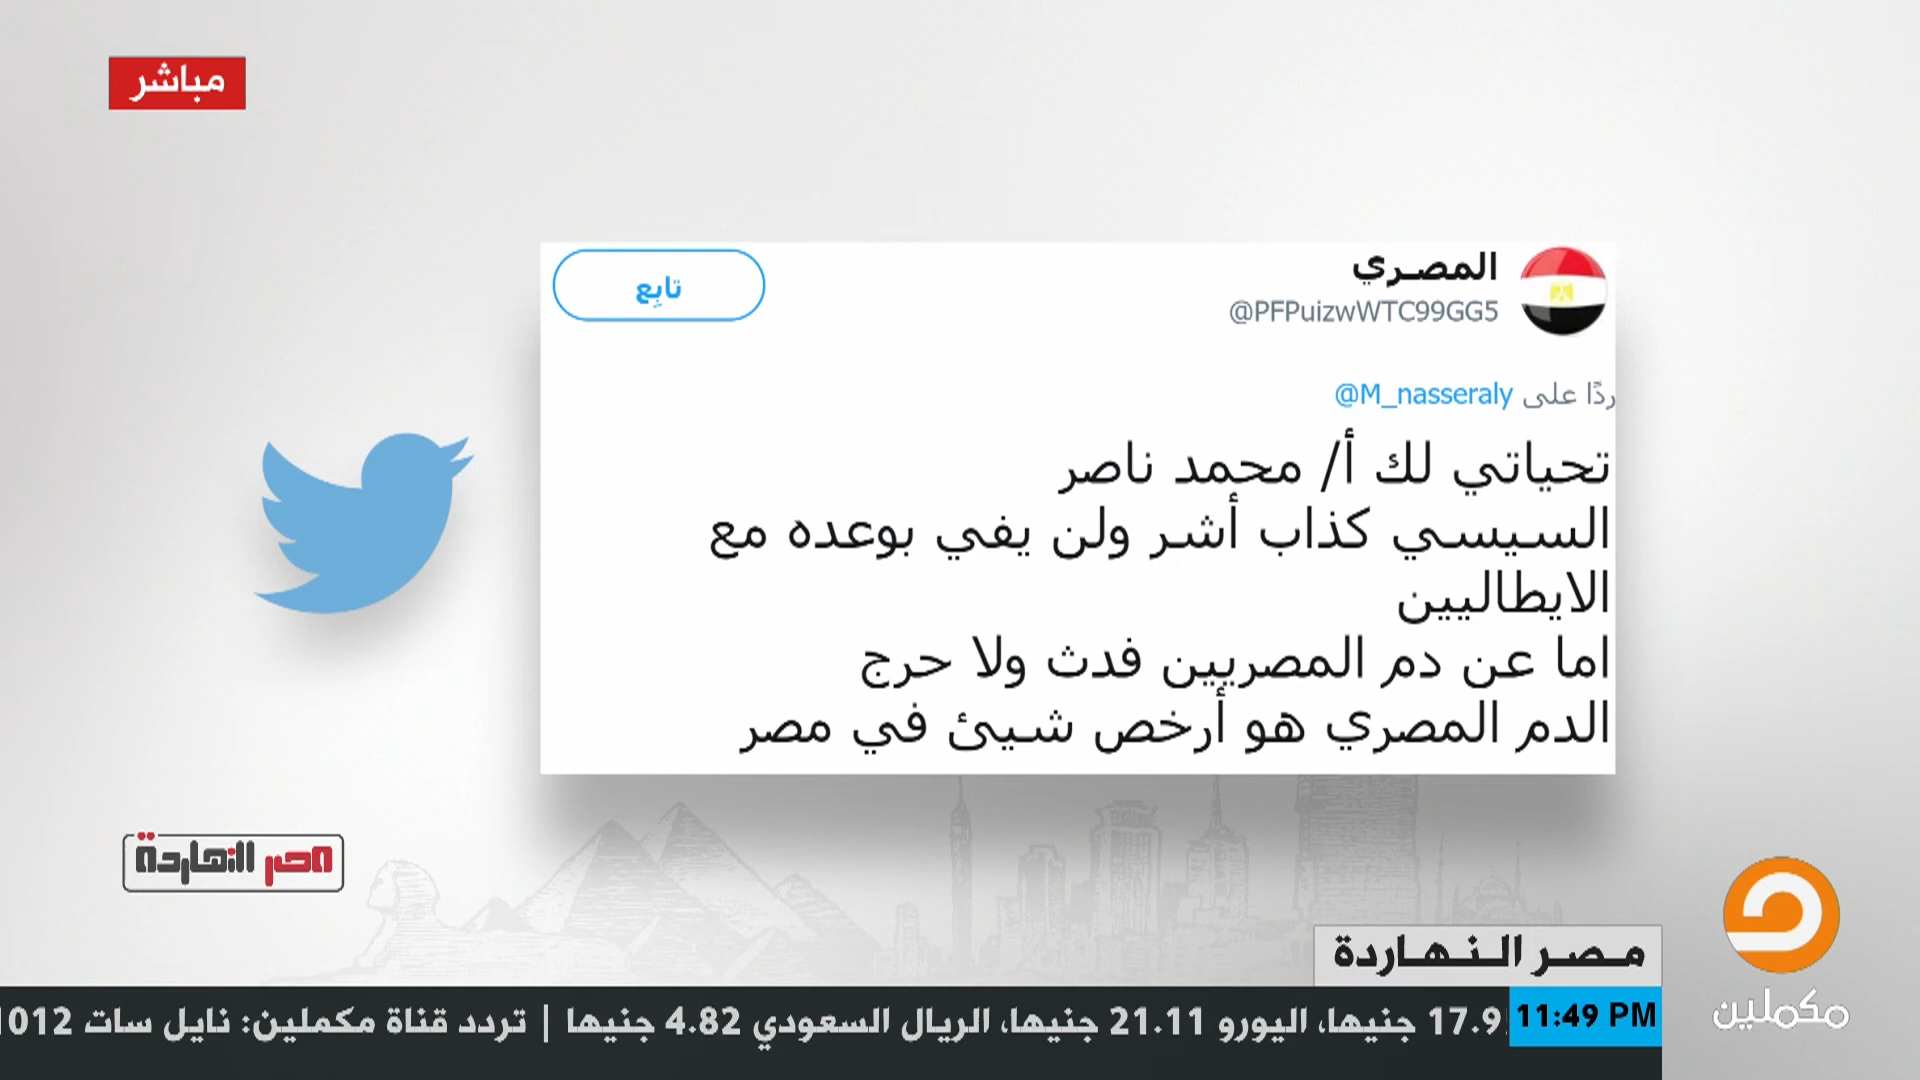 مباشر
المصري
@PFPuizwWTC99GG5
تابِع
ردًا على @M_nasseraly
تحياتي لك أ/ محمد ناصر
السيسي كذاب أشر ولن يفي بوعده مع
الايطاليين
اما عن دم المصريين فدث ولا حرج
الدم المصري هو أرخص شيئ في مصر
مصر النهاردة
مصر النهاردة
11:49 PM
17.9 جنيها، اليورو 21.11 جنيها، الريال السعودي 4.82 جنيها | تردد قناة مكملين: نايل سات 1012
مكملين